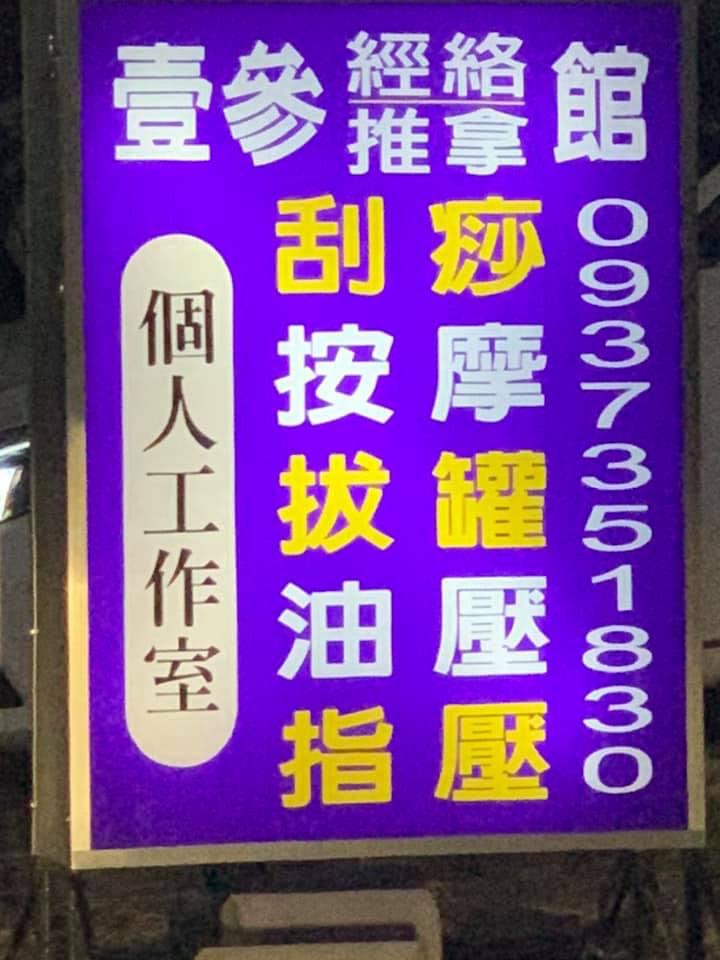 壹參經絡推拿館
刮痧
按摩
拔罐
油壓
指壓
0937351830
個人工作室